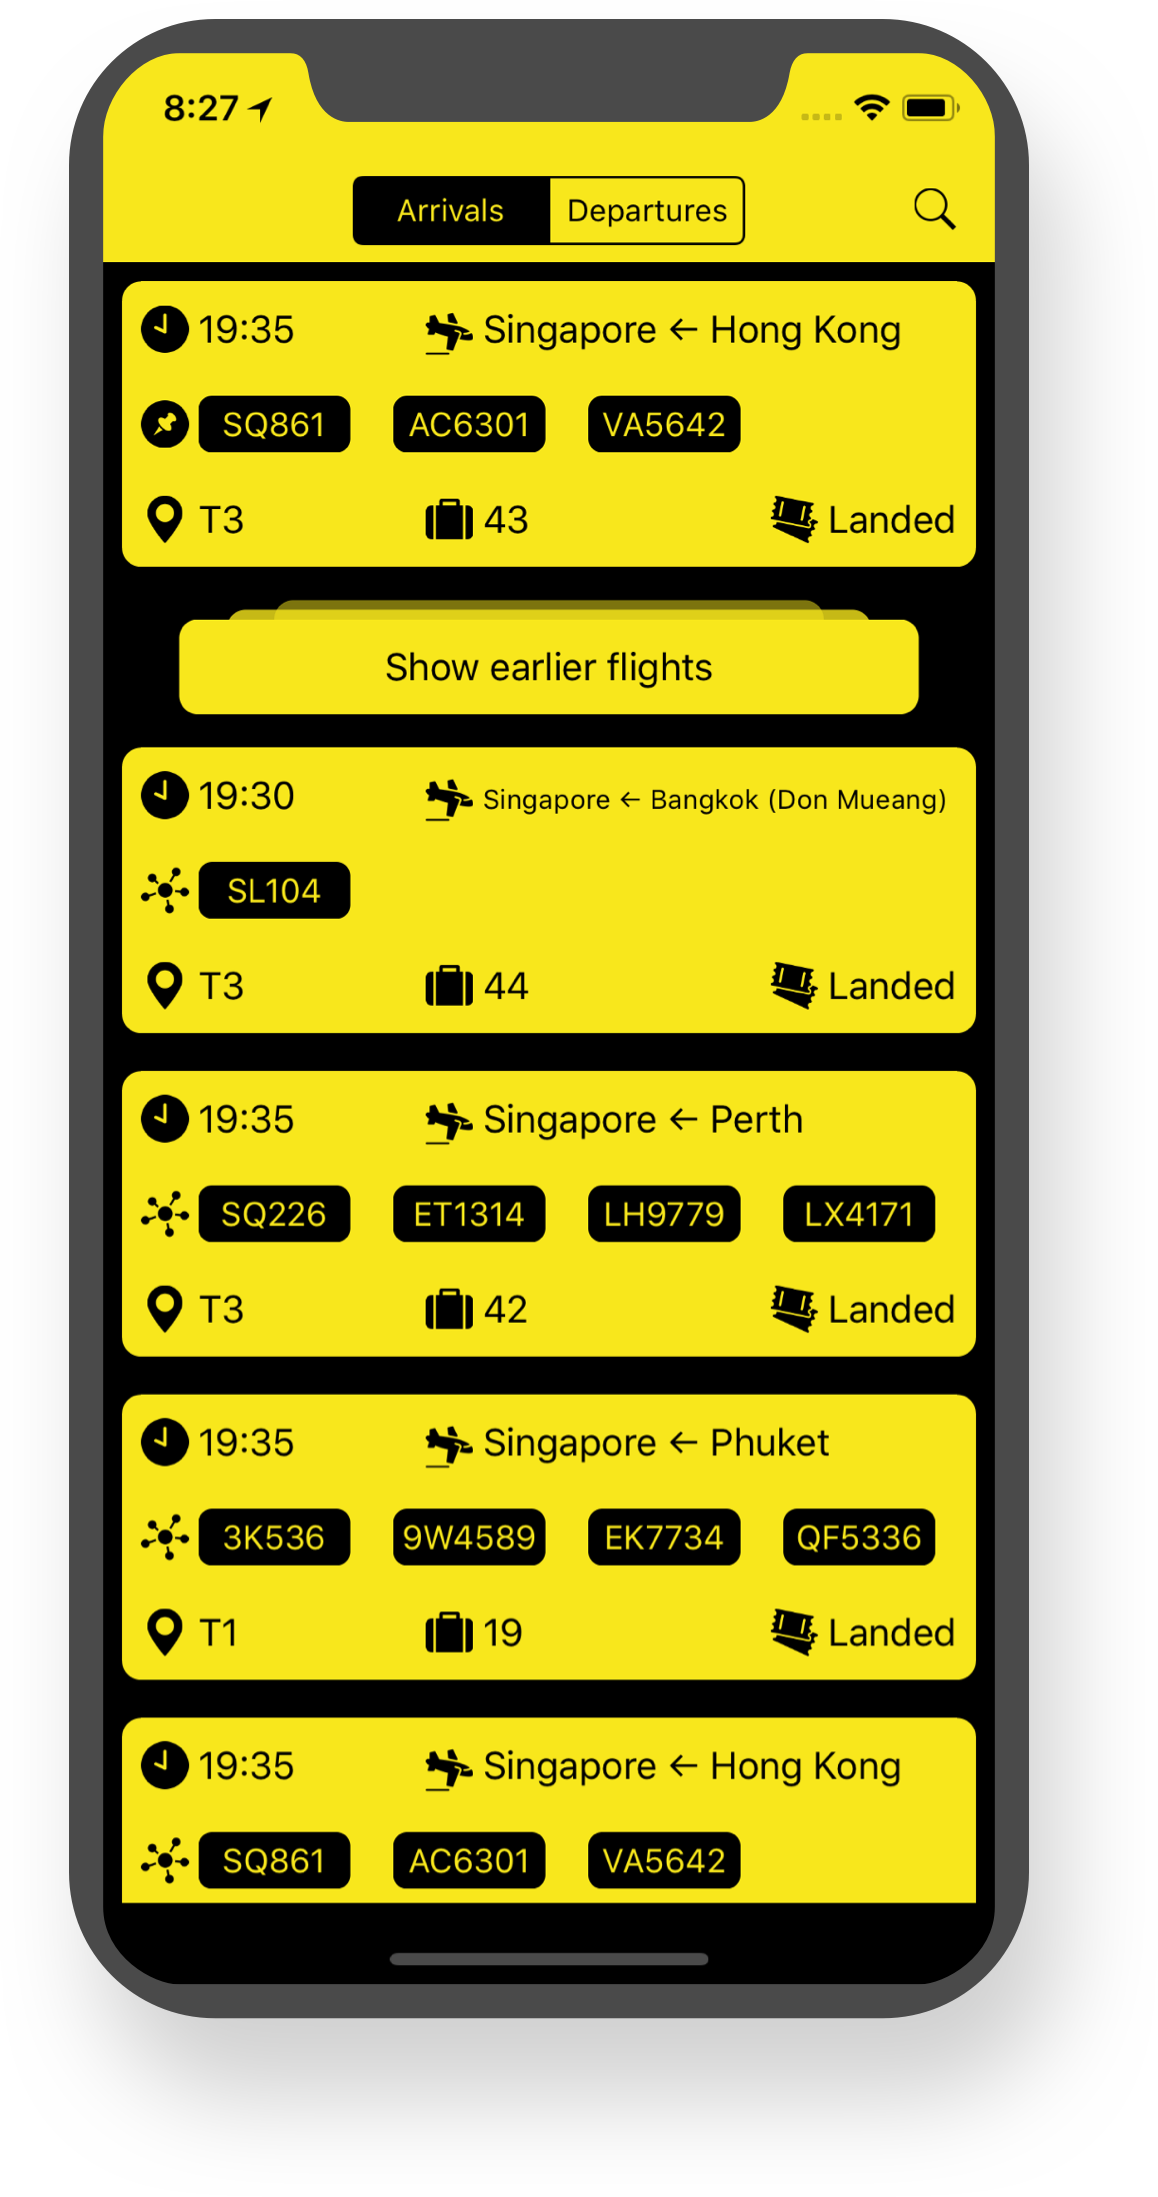 8:27
Arrivals Departures
19:35 Singapore ← Hong Kong
SQ861 AC6301 VA5642
T3 43 Landed
Show earlier flights
19:30 Singapore ← Bangkok (Don Mueang)
SL104
T3 44 Landed
19:35 Singapore ← Perth
SQ226 ET1314 LH9779 LX4171
T3 42 Landed
19:35 Singapore ← Phuket
3K536 9W4589 EK7734 QF5336
T1 19 Landed
19:35 Singapore ← Hong Kong
SQ861 AC6301 VA5642